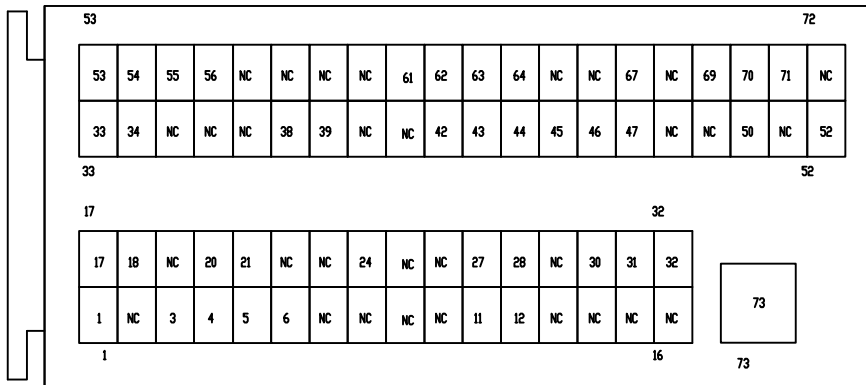 53 72
53 54 55 56 NC NC NC NC 61 62 63 64 NC NC 67 NC 69 70 71 NC
33 34 NC NC NC 38 39 NC NC 42 43 44 45 46 47 NC NC 50 NC 52
33 52
17 32
17 18 NC 20 21 NC NC 24 NC NC 27 28 NC 30 31 32
1 NC 3 4 5 6 NC NC NC NC 11 12 NC NC NC NC 73
1 16 73